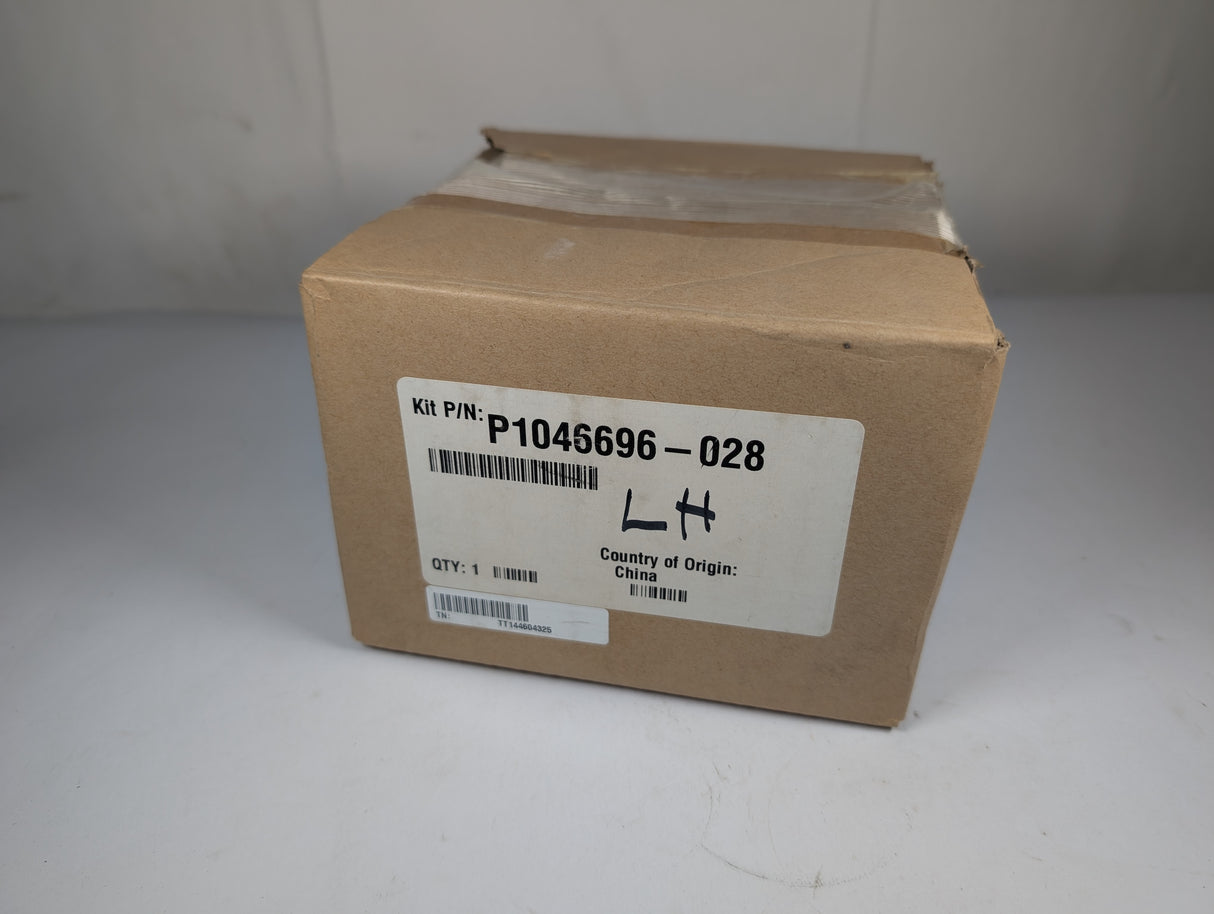 Kit P/N: P1046696-028
LH
QTY: 1
Country of Origin:
China
TN: TT144604325